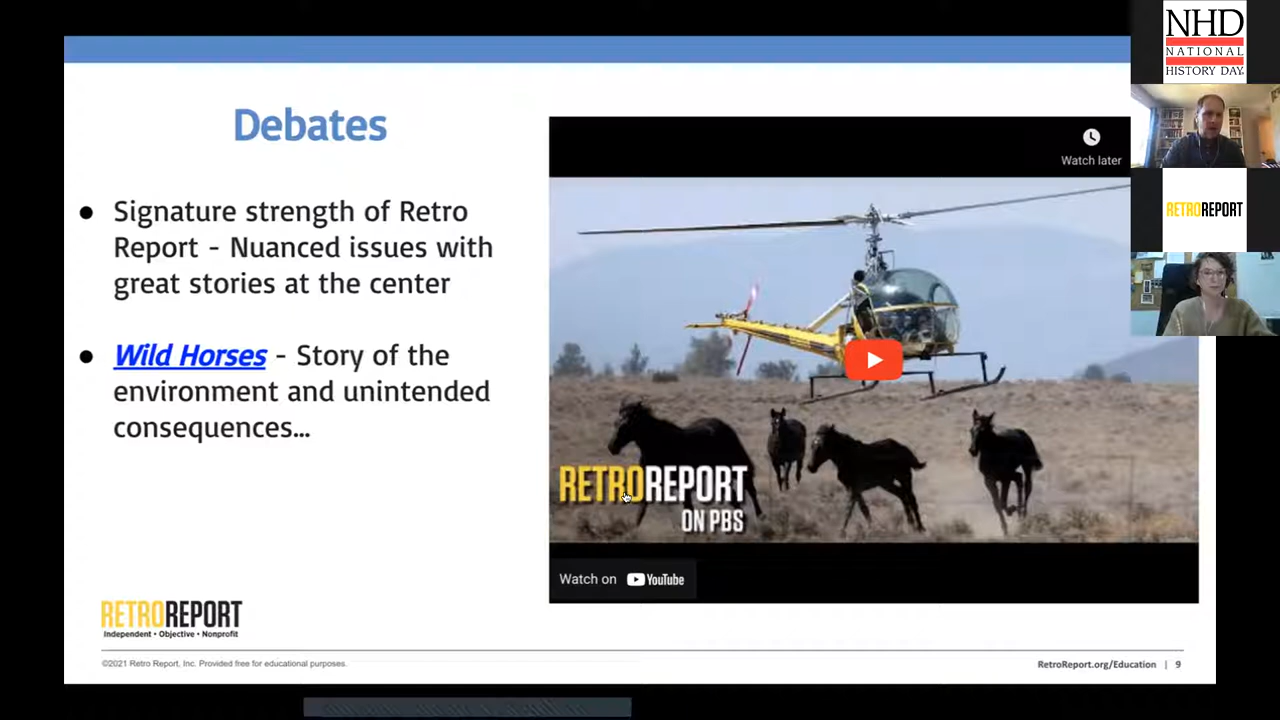 Debates
● Signature strength of Retro
Report - Nuanced issues with
great stories at the center
● Wild Horses - Story of the
environment and unintended
consequences...
Watch later
RETROREPORT
ON PBS
Watch on YouTube
RETROREPORT
Independent • Objective • Nonprofit
©2021 Retro Report, Inc. Provided free for educational purposes.
RetroReport.org/Education | 9
NHD
NATIONAL
HISTORY DAY
RETROREPORT